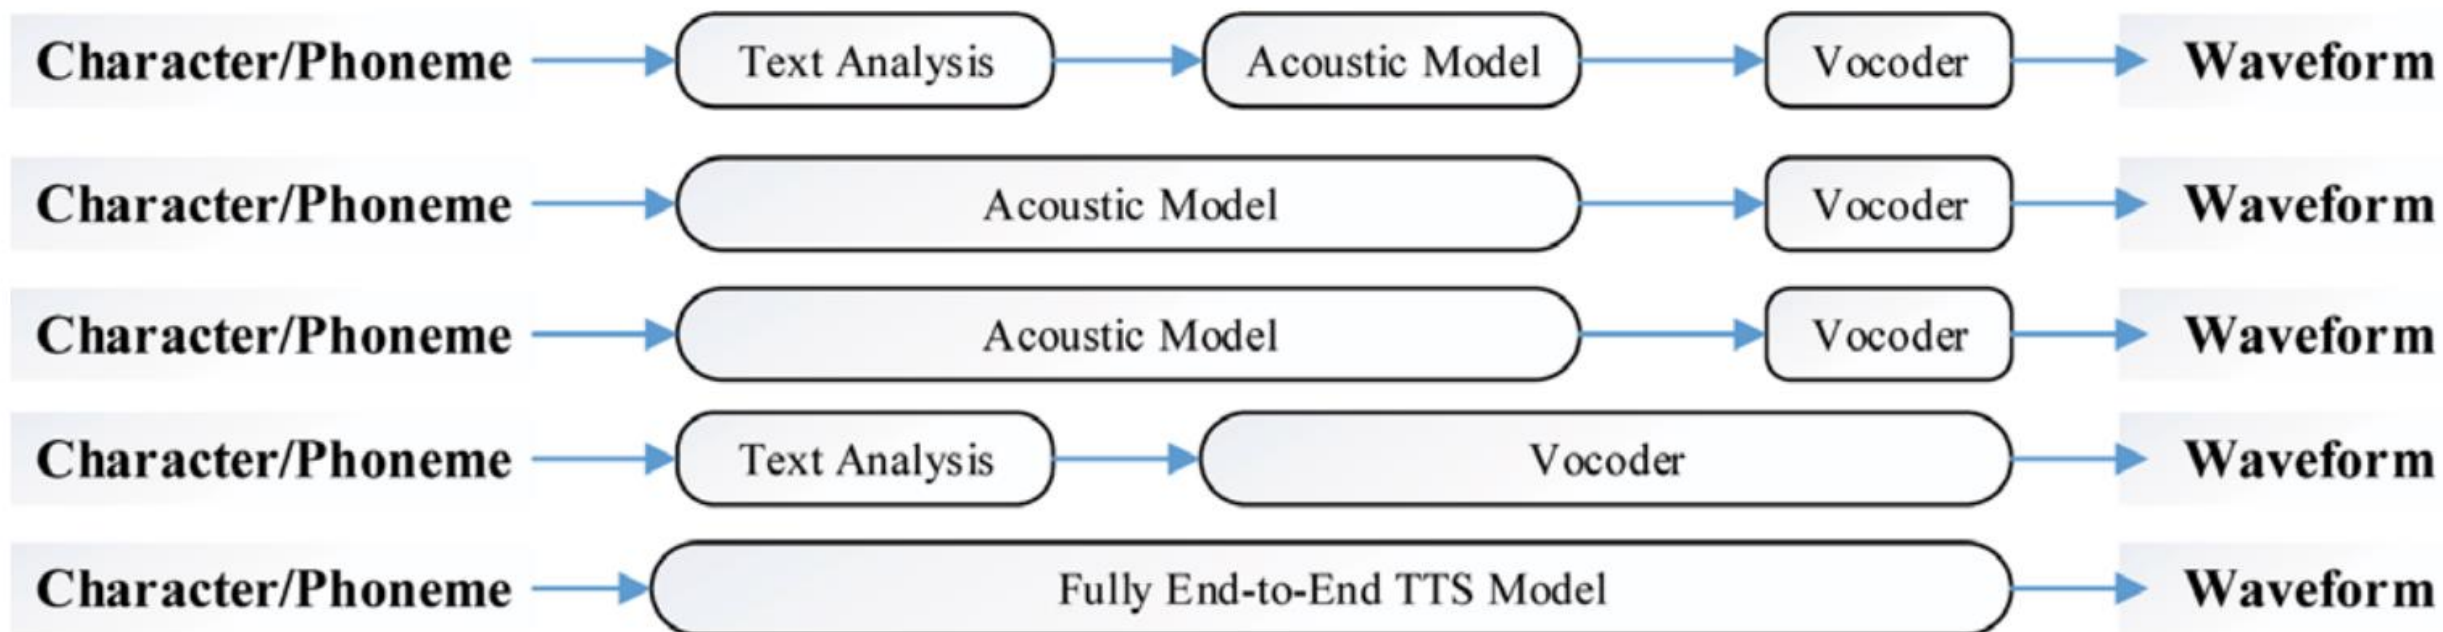 Character/Phoneme Text Analysis Acoustic Model Vocoder Waveform
Character/Phoneme Acoustic Model Vocoder Waveform
Character/Phoneme Acoustic Model Vocoder Waveform
Character/Phoneme Text Analysis Vocoder Waveform
Character/Phoneme Fully End-to-End TTS Model Waveform